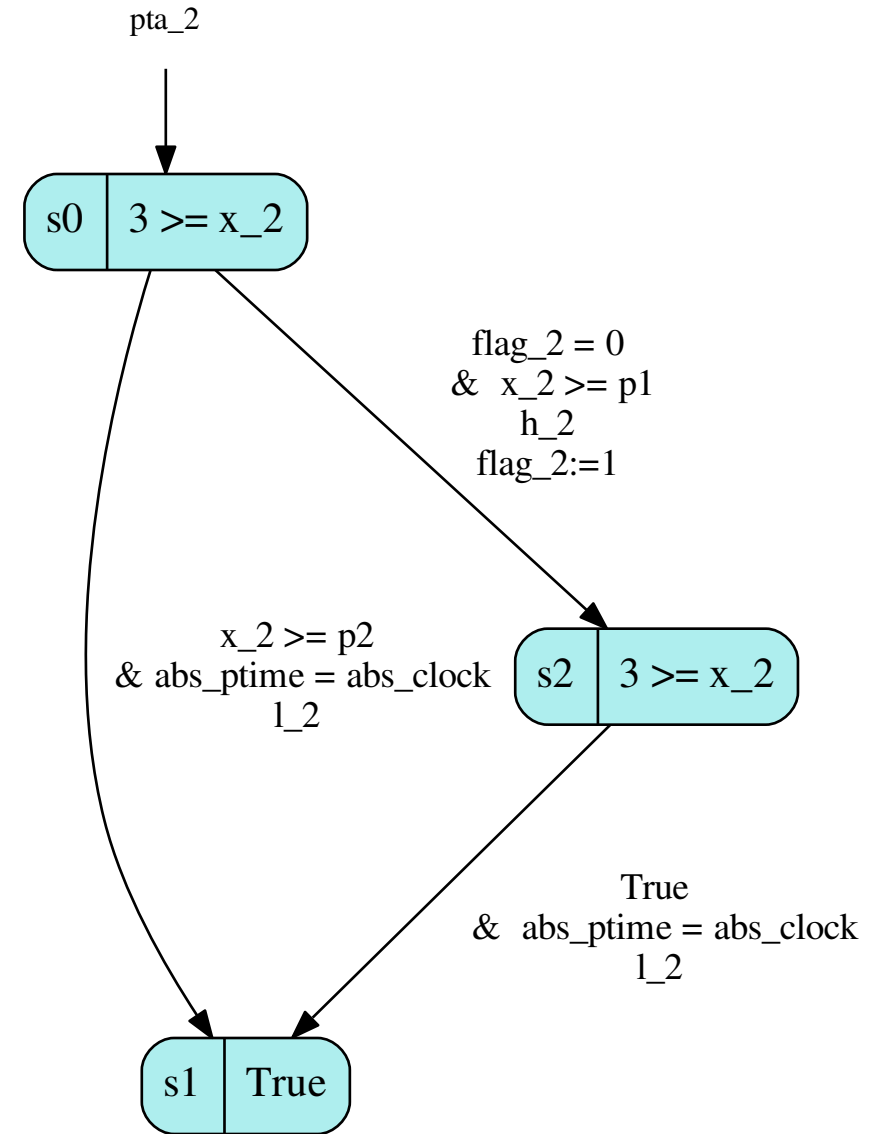 pta_2
s0 3 >= x_2
flag_2 = 0
& x_2 >= p1
h_2
flag_2:=1
x_2 >= p2
& abs_ptime = abs_clock
l_2
s2 3 >= x_2
True
& abs_ptime = abs_clock
l_2
s1 True